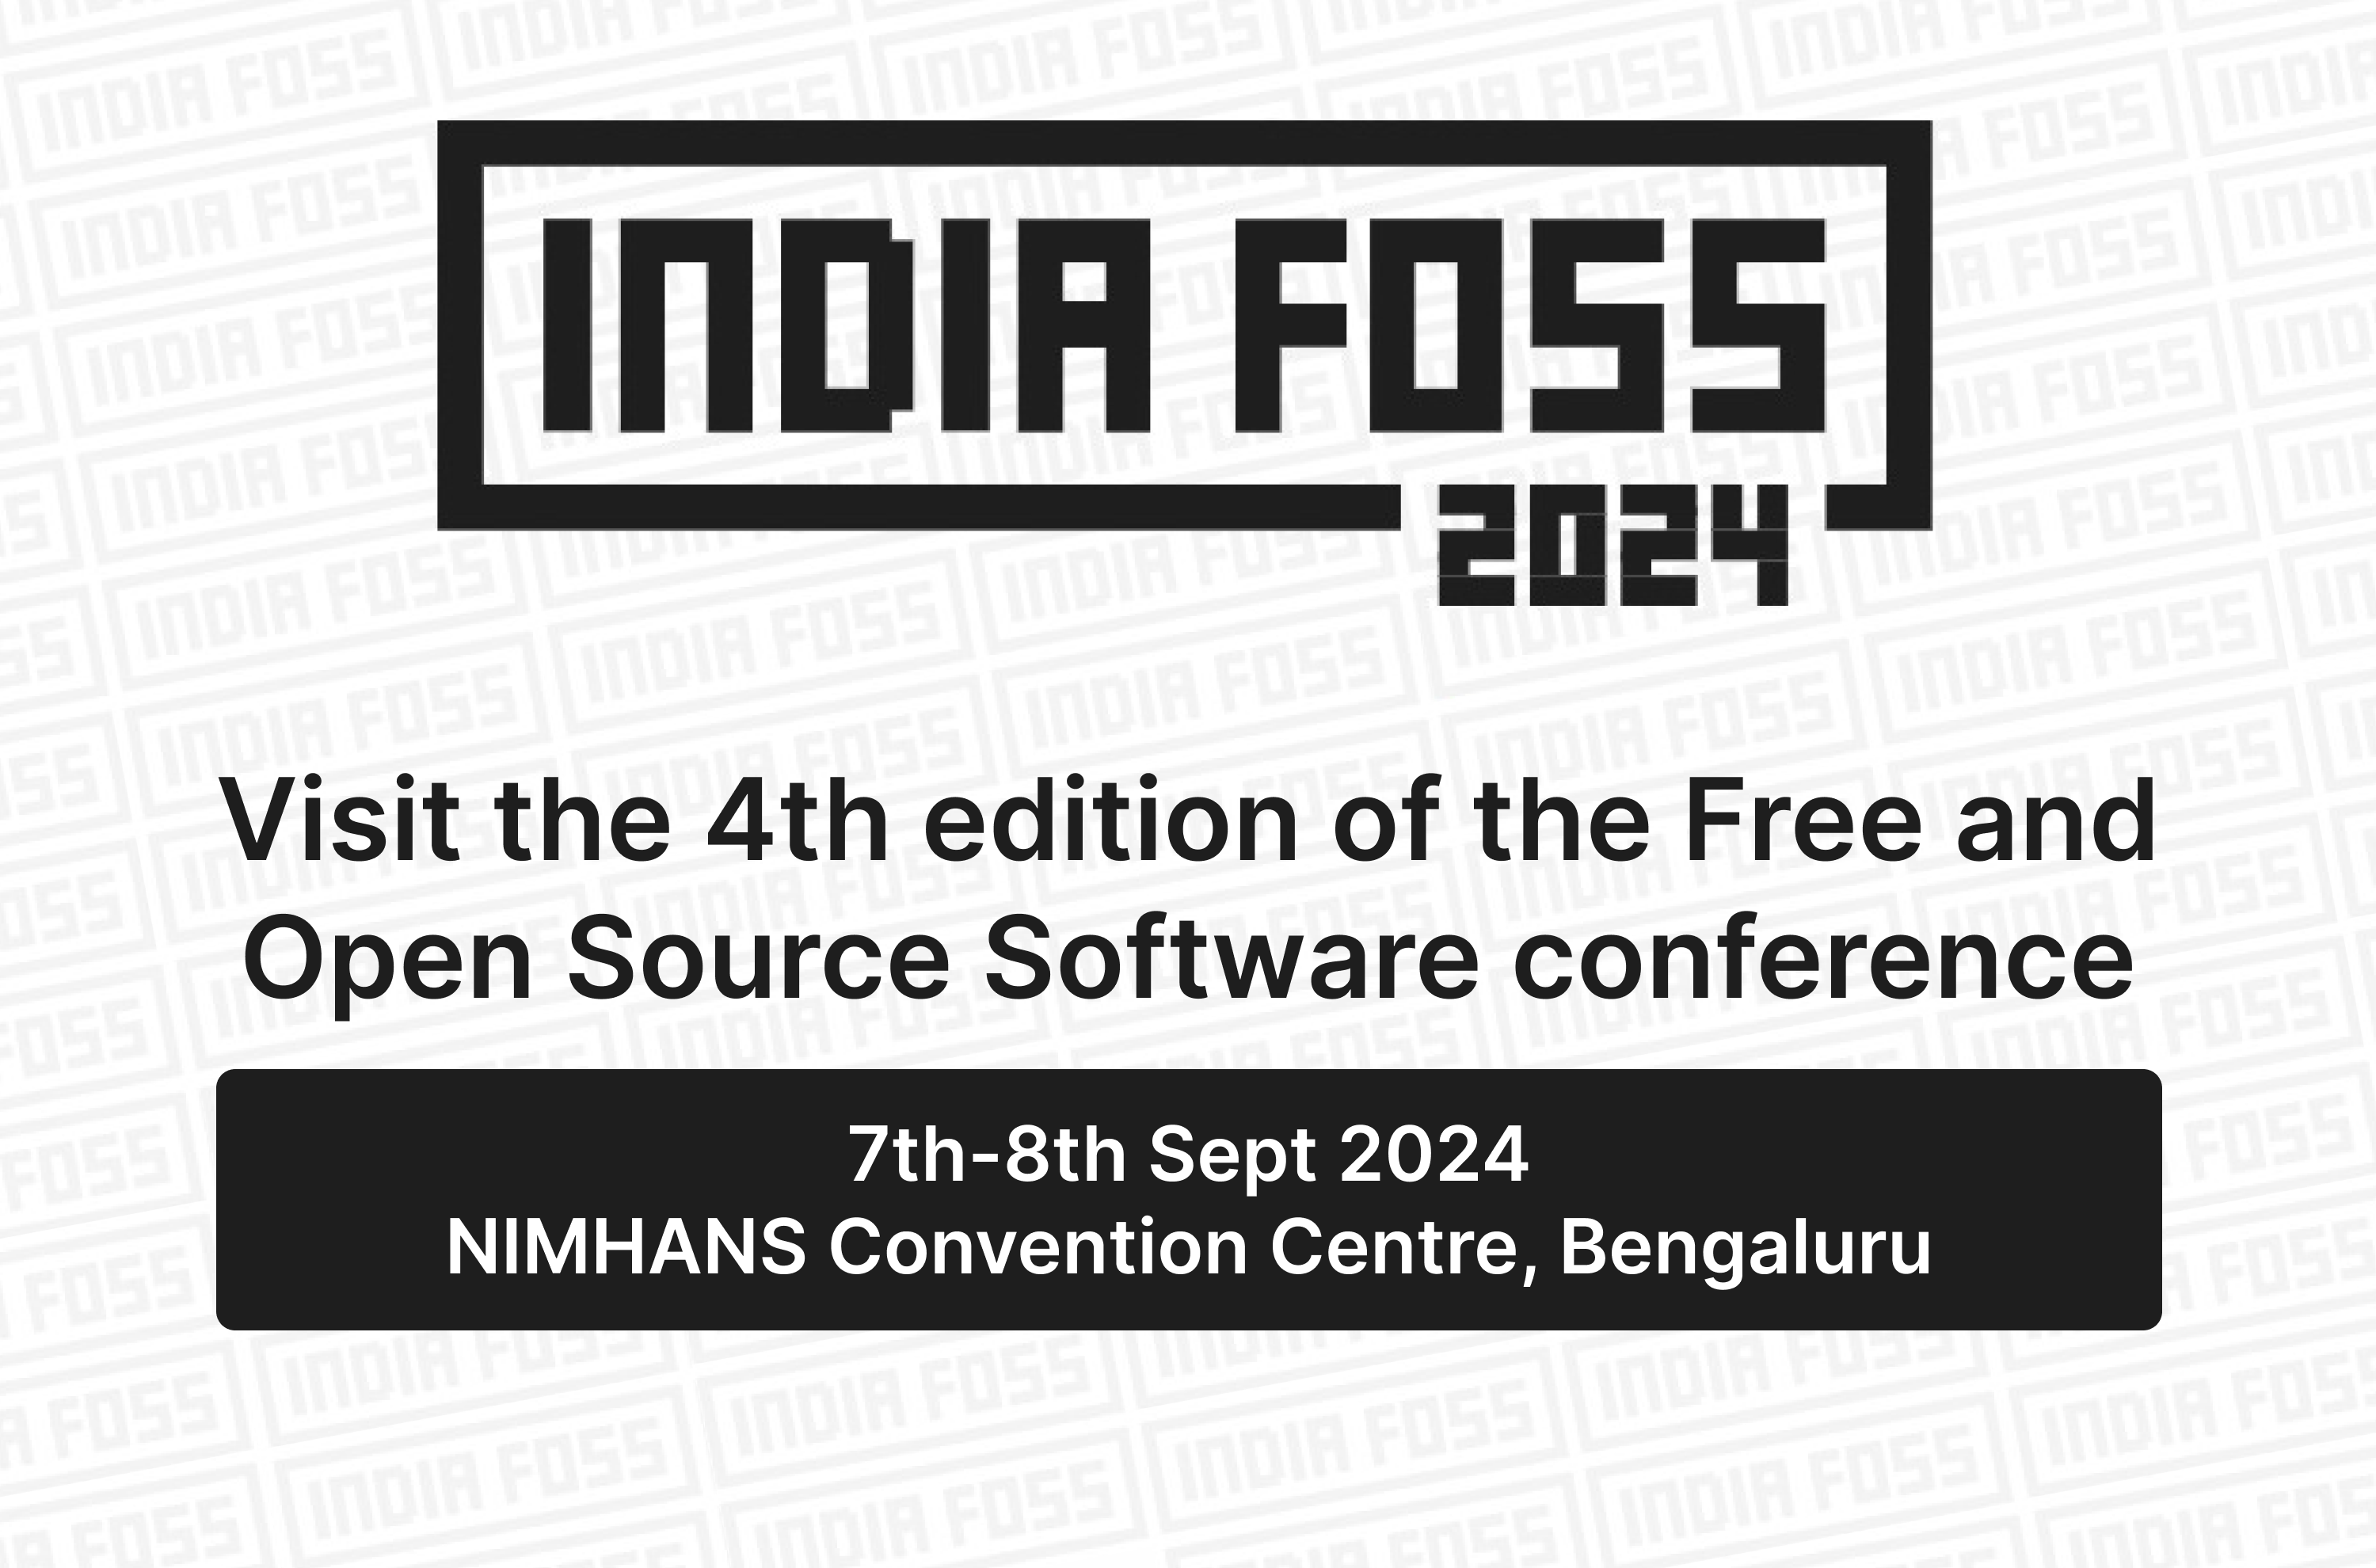 INDIA FOSS
2024
Visit the 4th edition of the Free and
Open Source Software conference
7th-8th Sept 2024
NIMHANS Convention Centre, Bengaluru